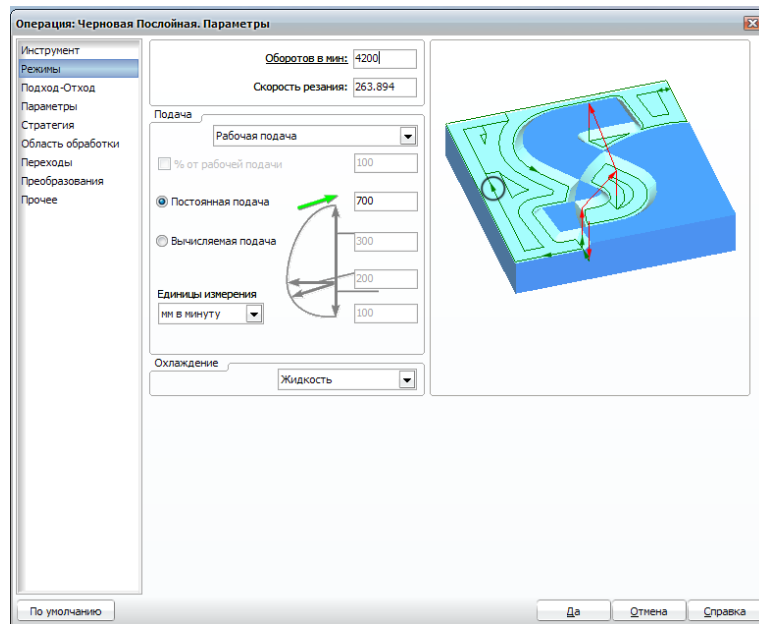 Операция: Черновая Послойная. Параметры
Инструмент
Режимы
Подход-Отход
Параметры
Стратегия
Область обработки
Переходы
Преобразования
Прочее
Оборотов в мин: 4200
Скорость резания: 263.894
Подача
Рабочая подача
% от рабочей подачи 100
Постоянная подача 700
Вычисляемая подача 300
200
Единицы измерения
мм в минуту 100
Охлаждение
Жидкость
По умолчанию
Да
Отмена
Справка